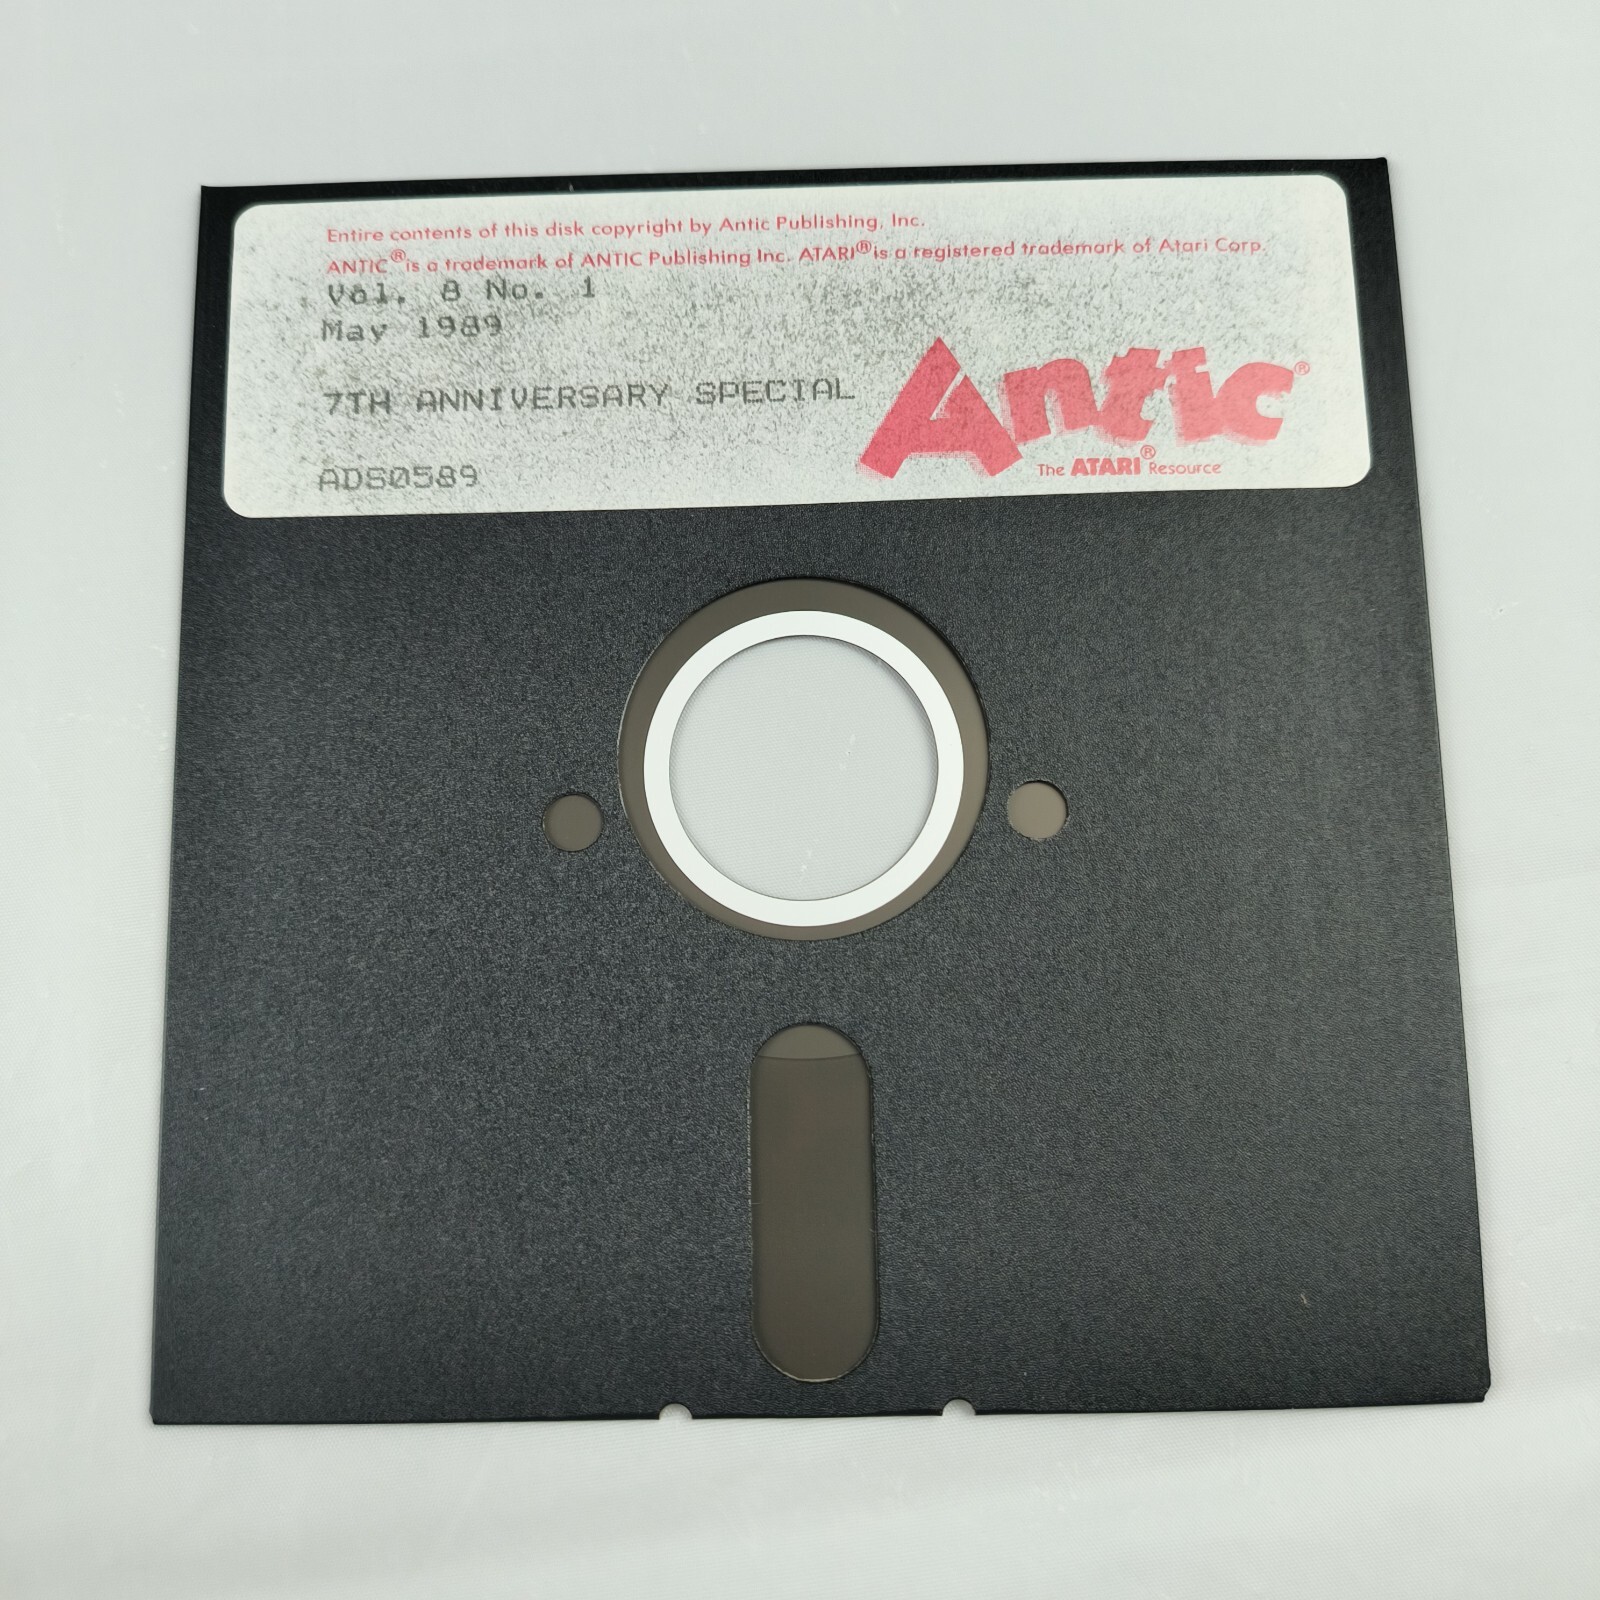 Entire contents of this disk copyright by Antic Publishing, Inc.
ANTIC® is a trademark of ANTIC Publishing Inc. ATARI® is a registered trademark of Atari Corp.
Vol. 8 No. 1
May 1989
7TH ANNIVERSARY SPECIAL
Antic®
The ATARI® Resource
ADS0589